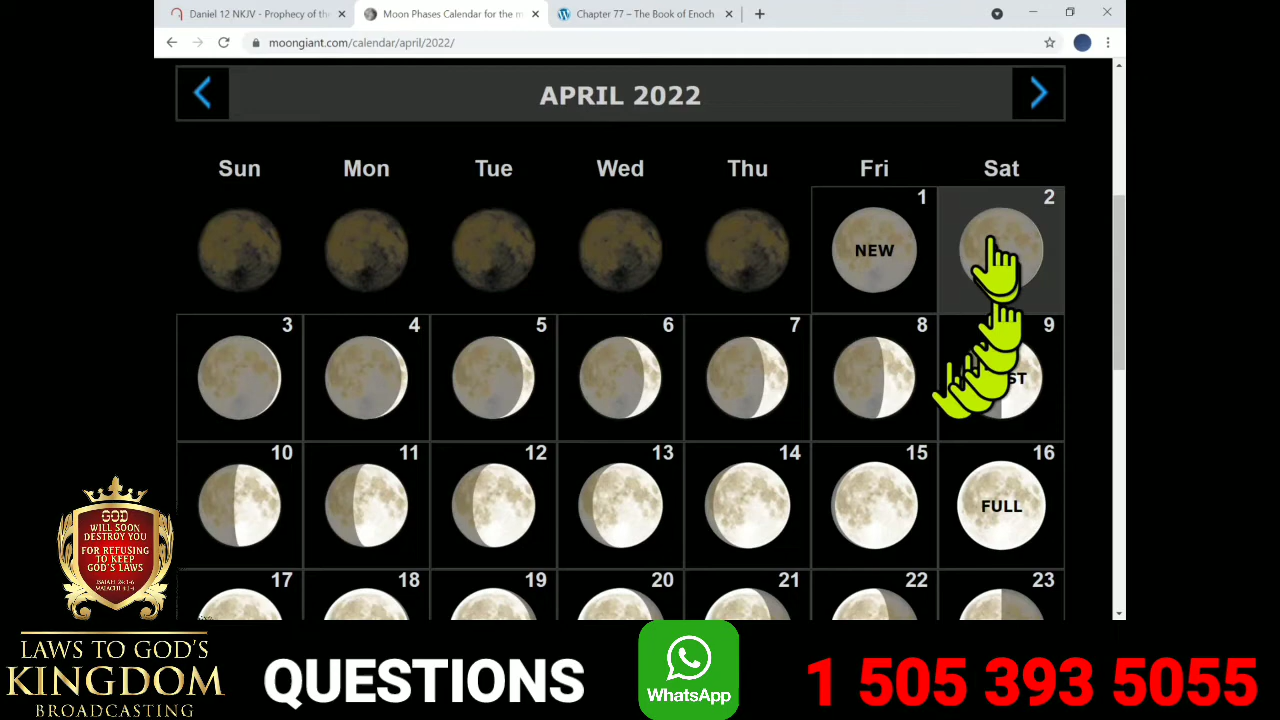 Daniel 12 NKJV - Prophecy of the
Moon Phases Calendar for the m
Chapter 77 – The Book of Enoch
moongiant.com/calendar/april/2022/
APRIL 2022
Sun Mon Tue Wed Thu Fri Sat
1 2
NEW
3 4 5 6 7 8 9
ST
10 11 12 13 14 15 16
FULL
17 18 19 20 21 22 23
GOD
WILL SOON
DESTROY YOU
FOR REFUSING
TO KEEP
GOD'S LAWS
LAWS TO GOD'S
KINGDOM
BROADCASTING
QUESTIONS
WhatsApp
1 505 393 5055